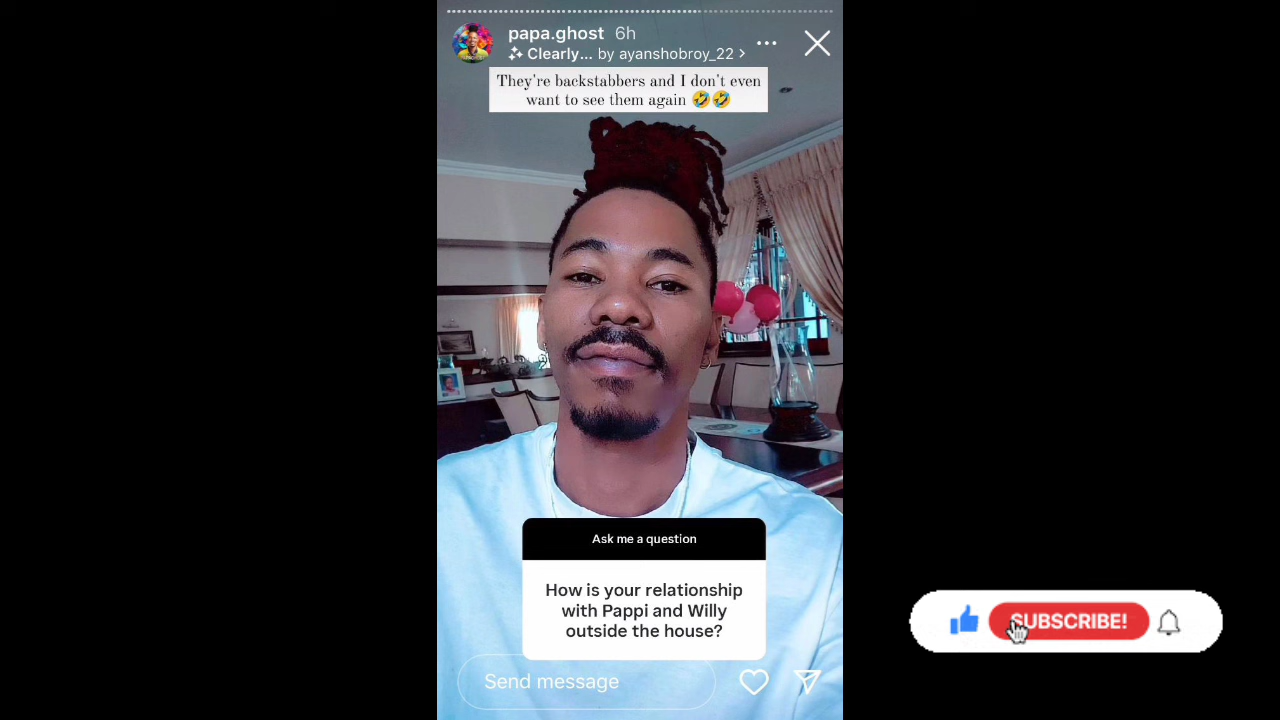 papa.ghost 6h
Clearly... by ayanshobroy_22 >
They're backstabbers and I don't even
want to see them again 🤣🤣
Ask me a question
How is your relationship
with Pappi and Willy
outside the house?
Send message
SUBSCRIBE!